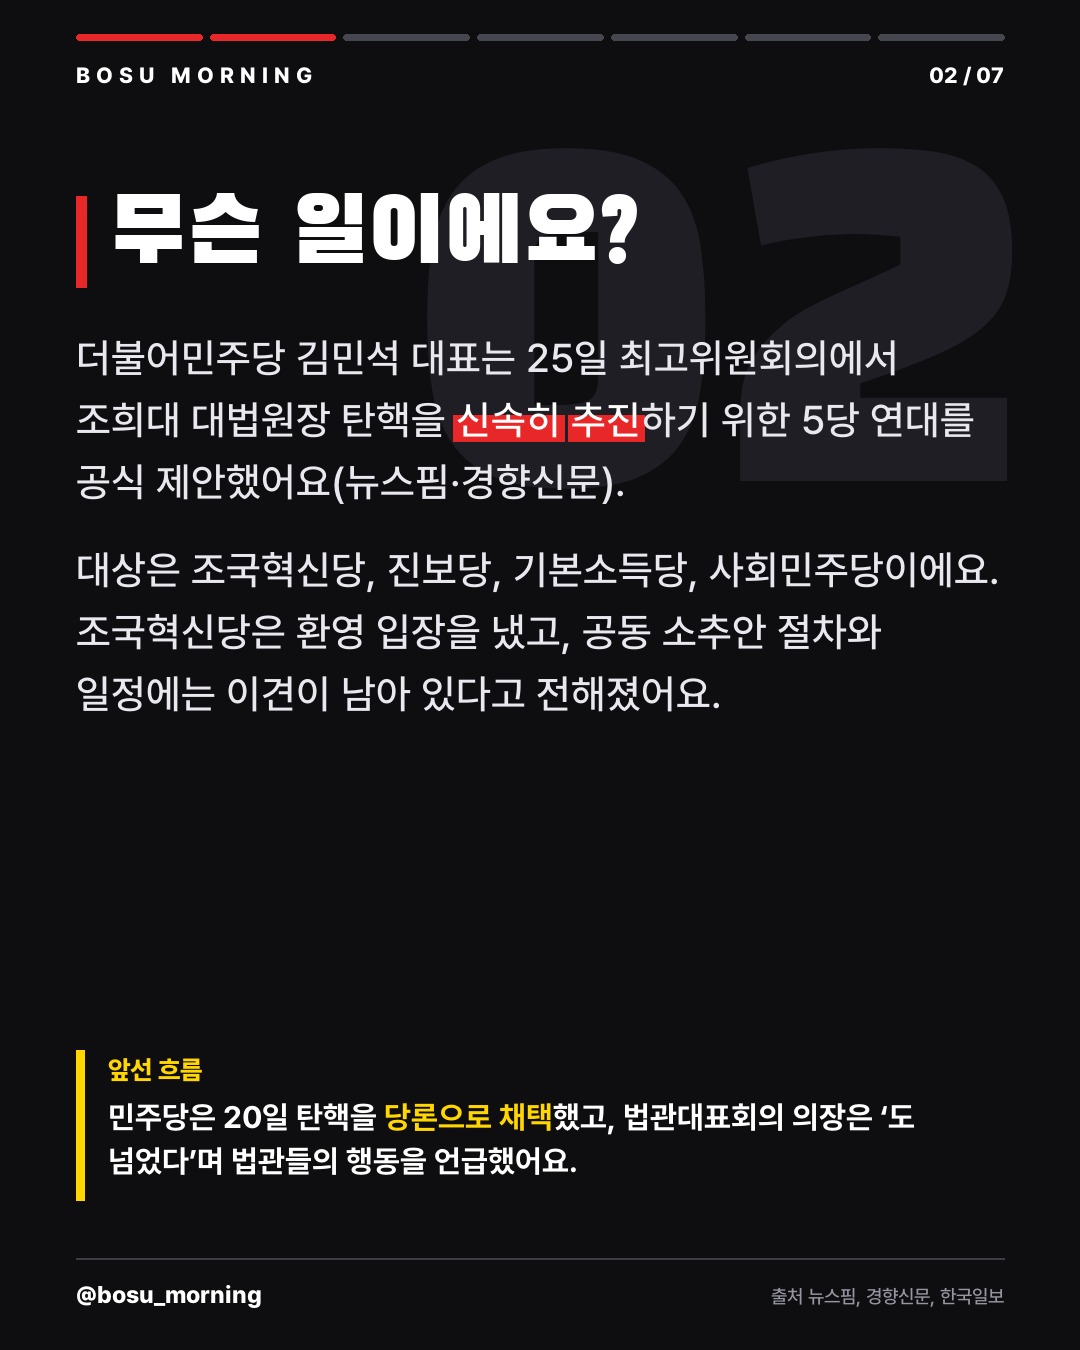 BOSU MORNING
02 / 07
02
무슨 일이에요?
더불어민주당 김민석 대표는 25일 최고위원회의에서
조희대 대법원장 탄핵을 신속히 추진하기 위한 5당 연대를
공식 제안했어요(뉴스핌·경향신문).
대상은 조국혁신당, 진보당, 기본소득당, 사회민주당이에요.
조국혁신당은 환영 입장을 냈고, 공동 소추안 절차와
일정에는 이견이 남아 있다고 전해졌어요.
앞선 흐름
민주당은 20일 탄핵을 당론으로 채택했고, 법관대표회의 의장은 ‘도
넘었다’며 법관들의 행동을 언급했어요.
@bosu_morning
출처 뉴스핌, 경향신문, 한국일보